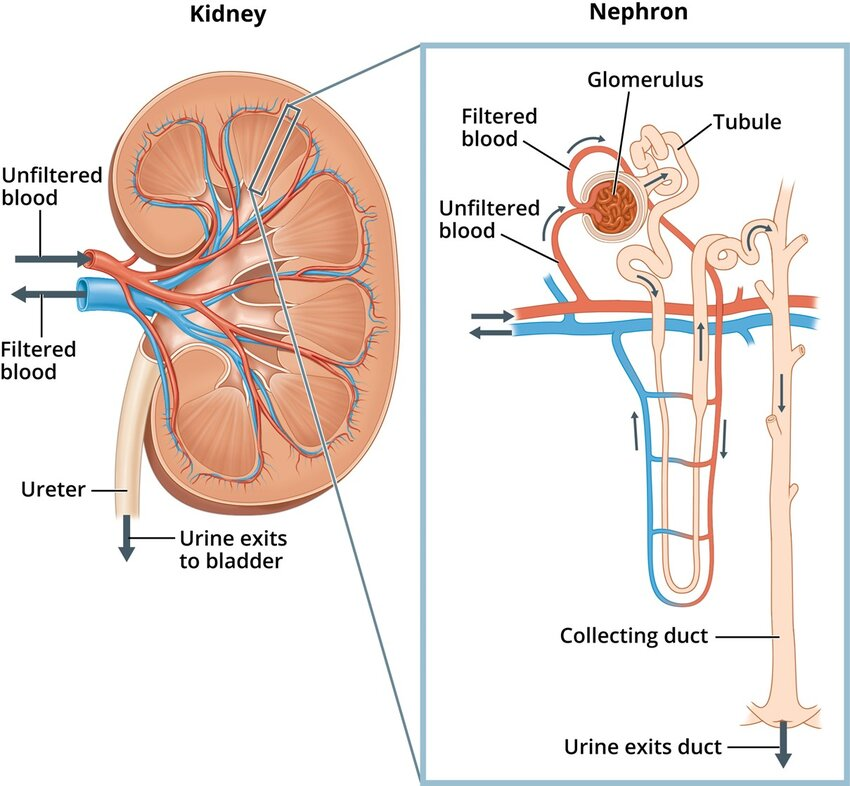 Kidney
Unfiltered
blood
Filtered
blood
Ureter
Urine exits
to bladder
Nephron
Glomerulus
Filtered
blood
Tubule
Unfiltered
blood
Collecting duct
Urine exits duct